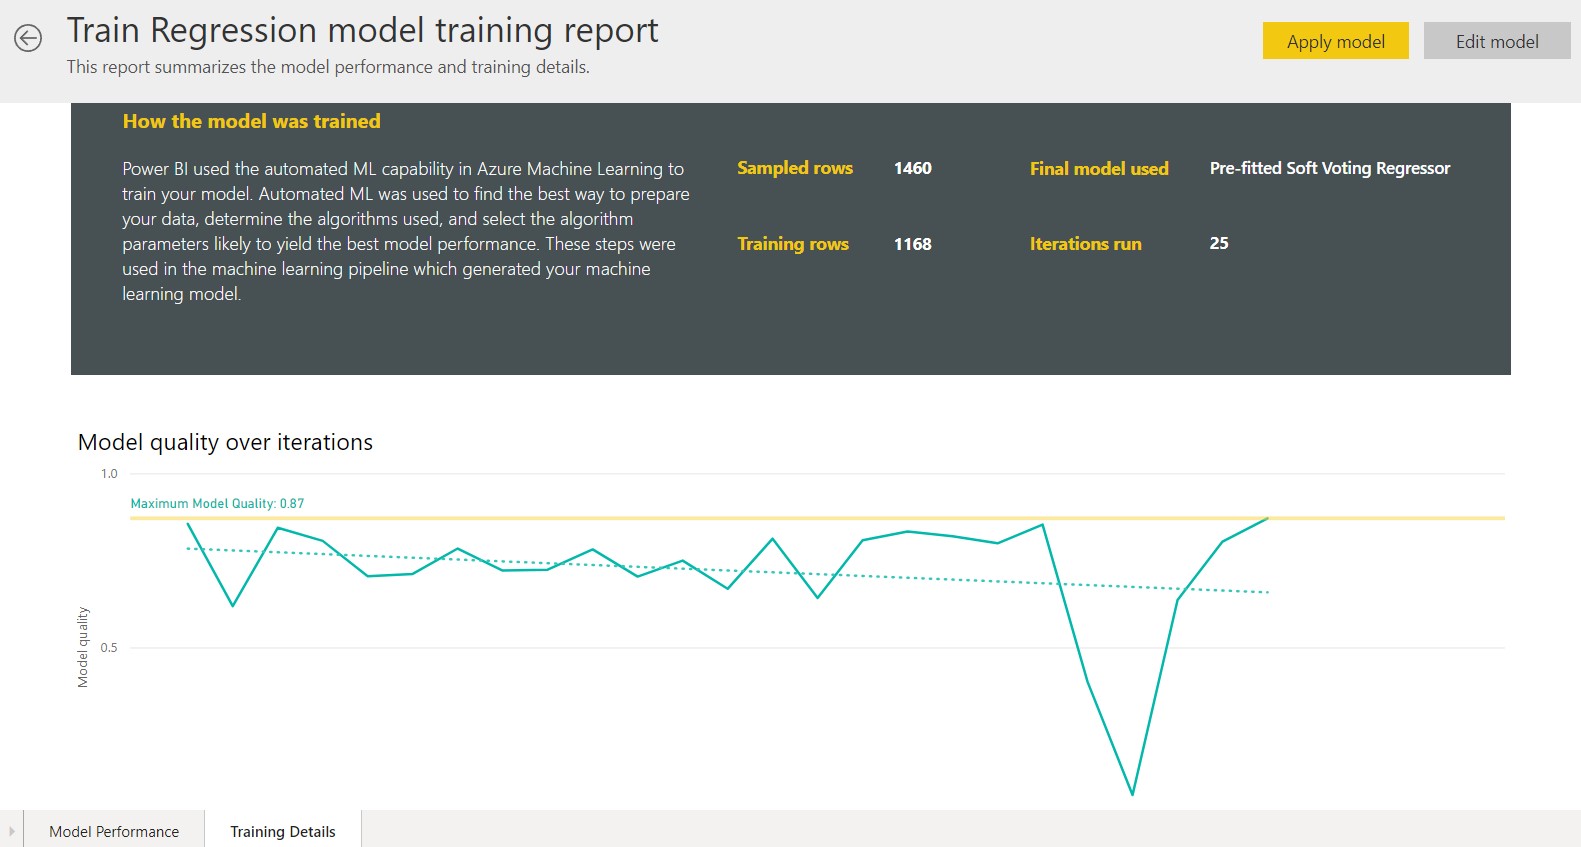 Train Regression model training report
This report summarizes the model performance and training details.
Apply model
Edit model
How the model was trained
Power BI used the automated ML capability in Azure Machine Learning to
train your model. Automated ML was used to find the best way to prepare
your data, determine the algorithms used, and select the algorithm
parameters likely to yield the best model performance. These steps were
used in the machine learning pipeline which generated your machine
learning model.
Sampled rows 1460
Final model used Pre-fitted Soft Voting Regressor
Training rows 1168
Iterations run 25
Model quality over iterations
1.0
Maximum Model Quality: 0.87
Model quality
0.5
Model Performance
Training Details